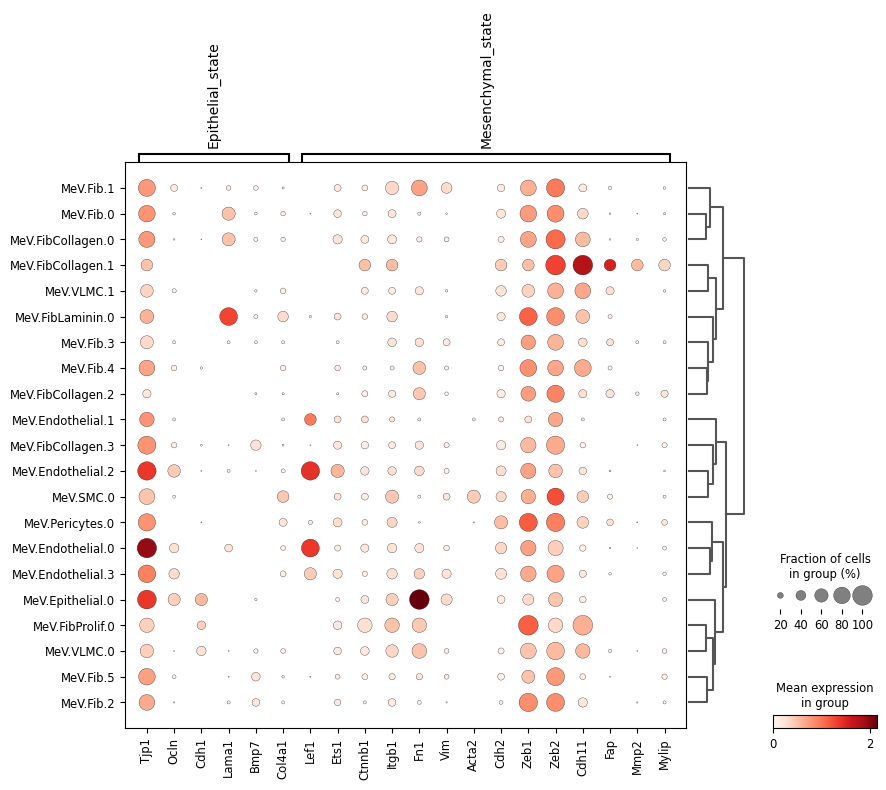 Epithelial_state
Mesenchymal_state
MeV.Fib.1
MeV.Fib.0
MeV.FibCollagen.0
MeV.FibCollagen.1
MeV.VLMC.1
MeV.FibLaminin.0
MeV.Fib.3
MeV.Fib.4
MeV.FibCollagen.2
MeV.Endothelial.1
MeV.FibCollagen.3
MeV.Endothelial.2
MeV.SMC.0
MeV.Pericytes.0
MeV.Endothelial.0
MeV.Endothelial.3
MeV.Epithelial.0
MeV.FibProlif.0
MeV.VLMC.0
MeV.Fib.5
MeV.Fib.2
Tjp1
Ocln
Cdh1
Lama1
Bmp7
Col4a1
Lef1
Ets1
Ctnnb1
Itgb1
Fn1
Vim
Acta2
Cdh2
Zeb1
Zeb2
Cdh11
Fap
Mmp2
Mylip
Fraction of cells
in group (%)
20 40 60 80 100
Mean expression
in group
0 2